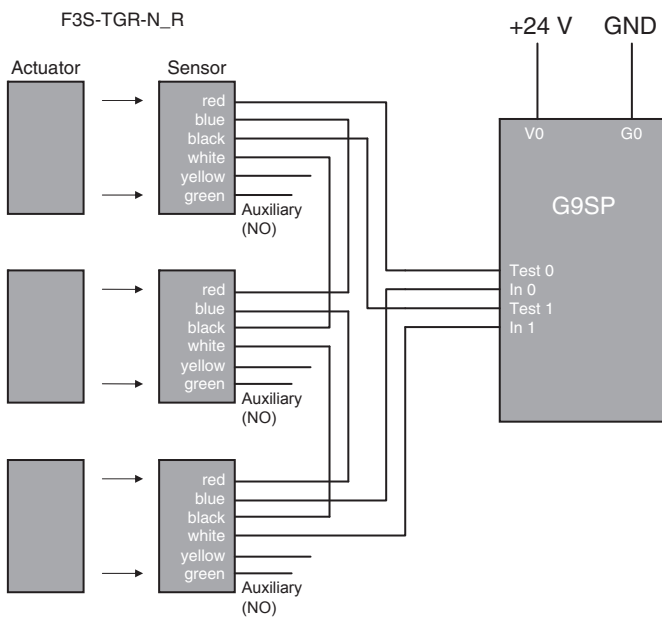 F3S-TGR-N_R
+24 V
GND
Actuator
Sensor
red
blue
black
white
yellow
green
Auxiliary
(NO)
V0
G0
G9SP
Test 0
In 0
Test 1
In 1
red
blue
black
white
yellow
green
Auxiliary
(NO)
red
blue
black
white
yellow
green
Auxiliary
(NO)